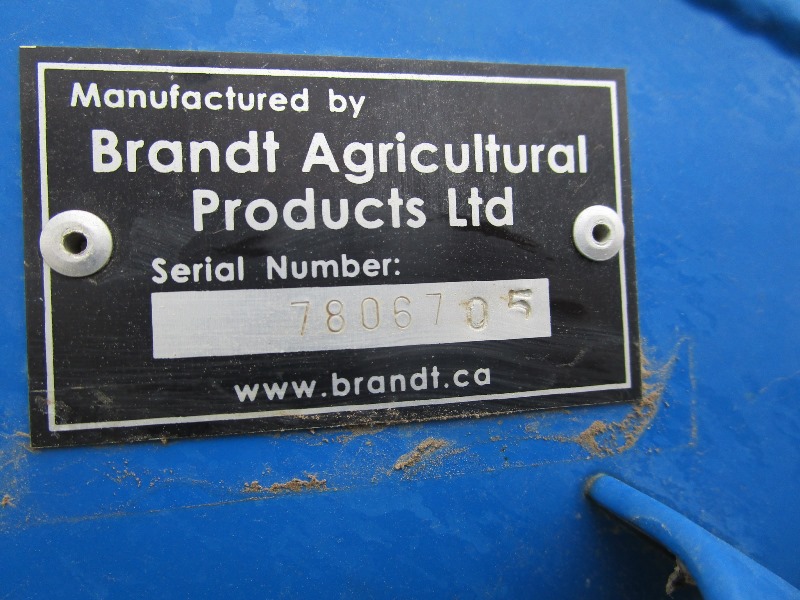 Manufactured by
Brandt Agricultural
Products Ltd
Serial Number:
7806705
www.brandt.ca